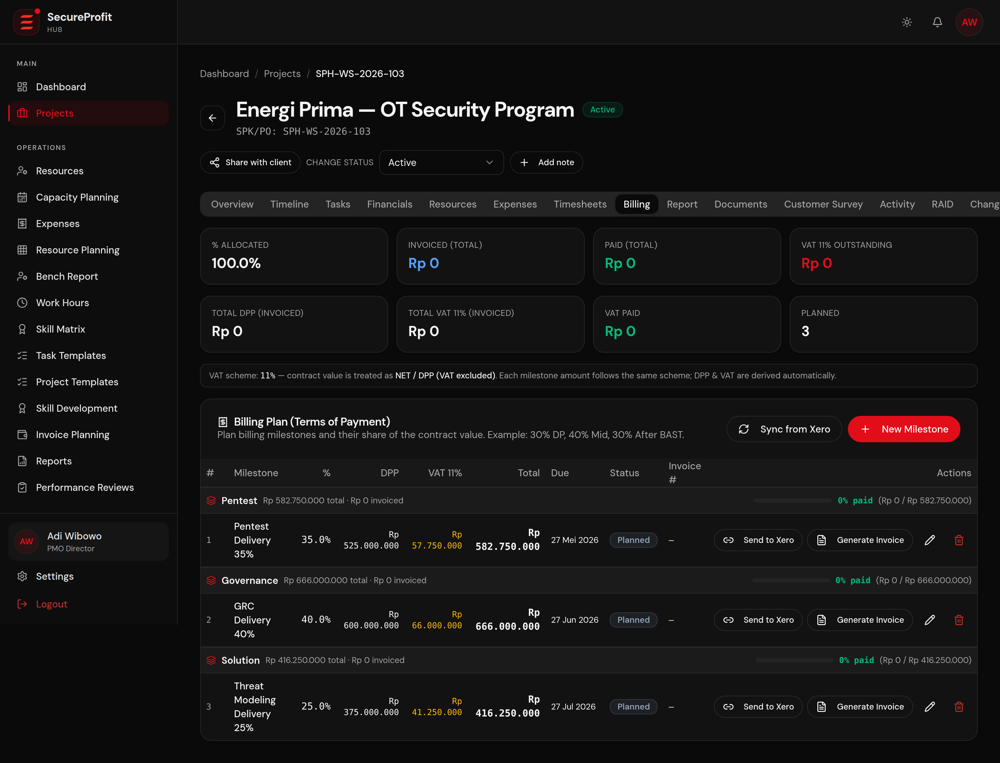 SecureProfit
HUB
AW
MAIN
Dashboard
Projects
OPERATIONS
Resources
Capacity Planning
Expenses
Resource Planning
Bench Report
Work Hours
Skill Matrix
Task Templates
Project Templates
Skill Development
Invoice Planning
Reports
Performance Reviews
AW
Adi Wibowo
PMO Director
Settings
Logout
Dashboard / Projects / SPH-WS-2026-103
Energi Prima — OT Security Program Active
SPK/PO: SPH-WS-2026-103
Share with client CHANGE STATUS Active Add note
Overview Timeline Tasks Financials Resources Expenses Timesheets Billing Report Documents Customer Survey Activity RAID Chang
% ALLOCATED
100.0%
INVOICED (TOTAL)
Rp 0
PAID (TOTAL)
Rp 0
VAT 11% OUTSTANDING
Rp 0
TOTAL DPP (INVOICED)
Rp 0
TOTAL VAT 11% (INVOICED)
Rp 0
VAT PAID
Rp 0
PLANNED
3
VAT scheme: 11% — contract value is treated as NET / DPP (VAT excluded). Each milestone amount follows the same scheme; DPP & VAT are derived automatically.
Billing Plan (Terms of Payment)
Plan billing milestones and their share of the contract value. Example: 30% DP, 40% Mid, 30% After BAST.
Sync from Xero
New Milestone
# Milestone % DPP VAT 11% Total Due Status Invoice # Actions
Pentest Rp 582.750.000 total · Rp 0 invoiced 0% paid (Rp 0 / Rp 582.750.000)
1 Pentest Delivery 35% 35.0% Rp 525.000.000 Rp 57.750.000 Rp 582.750.000 27 Mei 2026 Planned – Send to Xero Generate Invoice
Governance Rp 666.000.000 total · Rp 0 invoiced 0% paid (Rp 0 / Rp 666.000.000)
2 GRC Delivery 40% 40.0% Rp 600.000.000 Rp 66.000.000 Rp 666.000.000 27 Jun 2026 Planned – Send to Xero Generate Invoice
Solution Rp 416.250.000 total · Rp 0 invoiced 0% paid (Rp 0 / Rp 416.250.000)
3 Threat Modeling Delivery 25% 25.0% Rp 375.000.000 Rp 41.250.000 Rp 416.250.000 27 Jul 2026 Planned – Send to Xero Generate Invoice